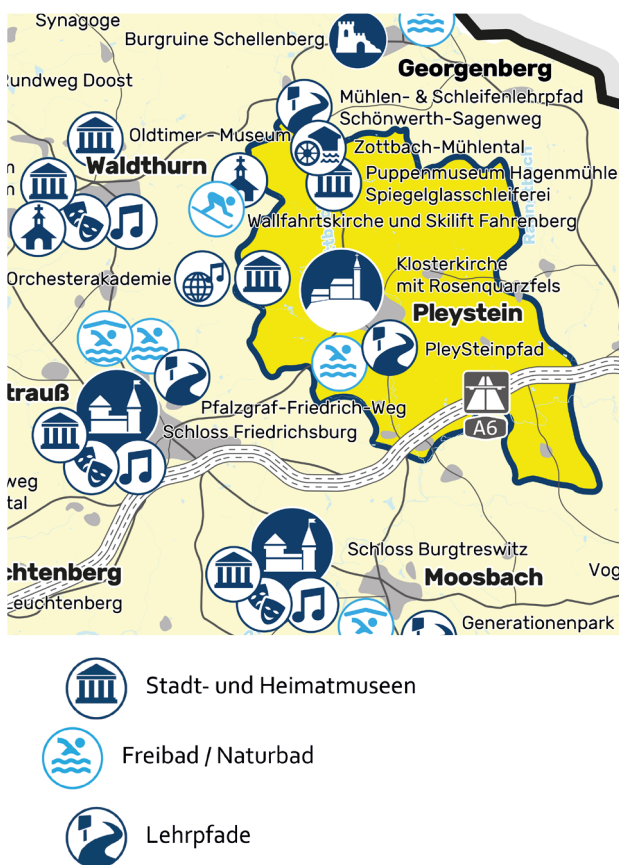 Synagoge
Burgruine Schellenberg
Georgenberg
Rundweg Doost
Mühlen- & Schleifenlehrpfad
Schönwerth-Sagenweg
Oldtimer - Museum
Zottbach-Mühlental
Waldthurn
Puppenmuseum Hagenmühle
Spiegelglasschleiferei
Wallfahrtskirche und Skilift Fahrenberg
Orchesterakademie
Klosterkirche
mit Rosenquarzfels
Pleystein
PleySteinpfad
trauß
Pfalzgraf-Friedrich-Weg
A6
Schloss Friedrichsburg
weg
tal
Schloss Burgtreswitz
chtenberg
Moosbach
Vog
Leuchtenberg
Generationenpark
Stadt- und Heimatmuseen
Freibad / Naturbad
Lehrpfade